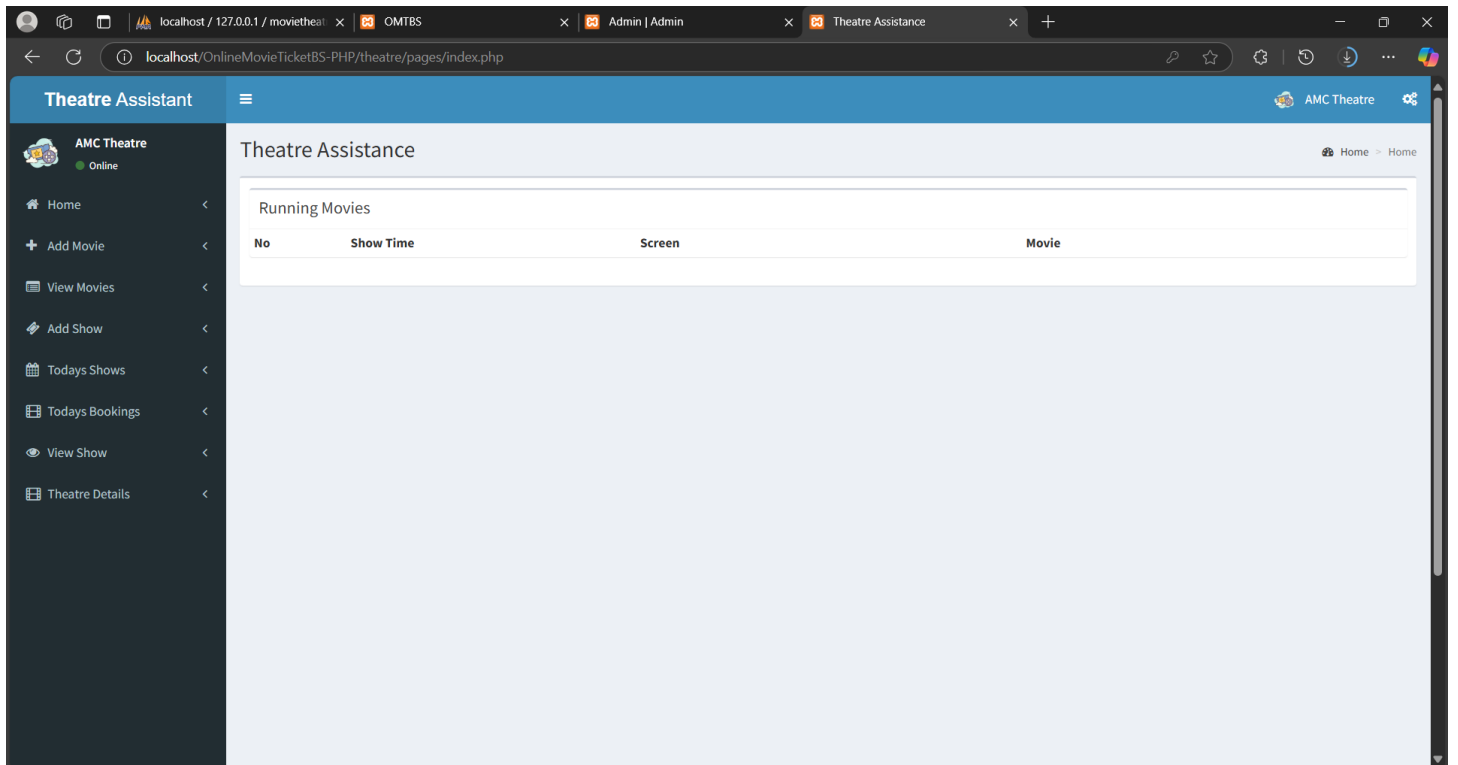 localhost / 127.0.0.1 / movietheat
OMTBS
Admin | Admin
Theatre Assistance
localhost/OnlineMovieTicketBS-PHP/theatre/pages/index.php
Theatre Assistant
AMC Theatre
AMC Theatre
Online
Theatre Assistance
Home > Home
Home
Add Movie
View Movies
Add Show
Todays Shows
Todays Bookings
View Show
Theatre Details
Running Movies
No Show Time Screen Movie